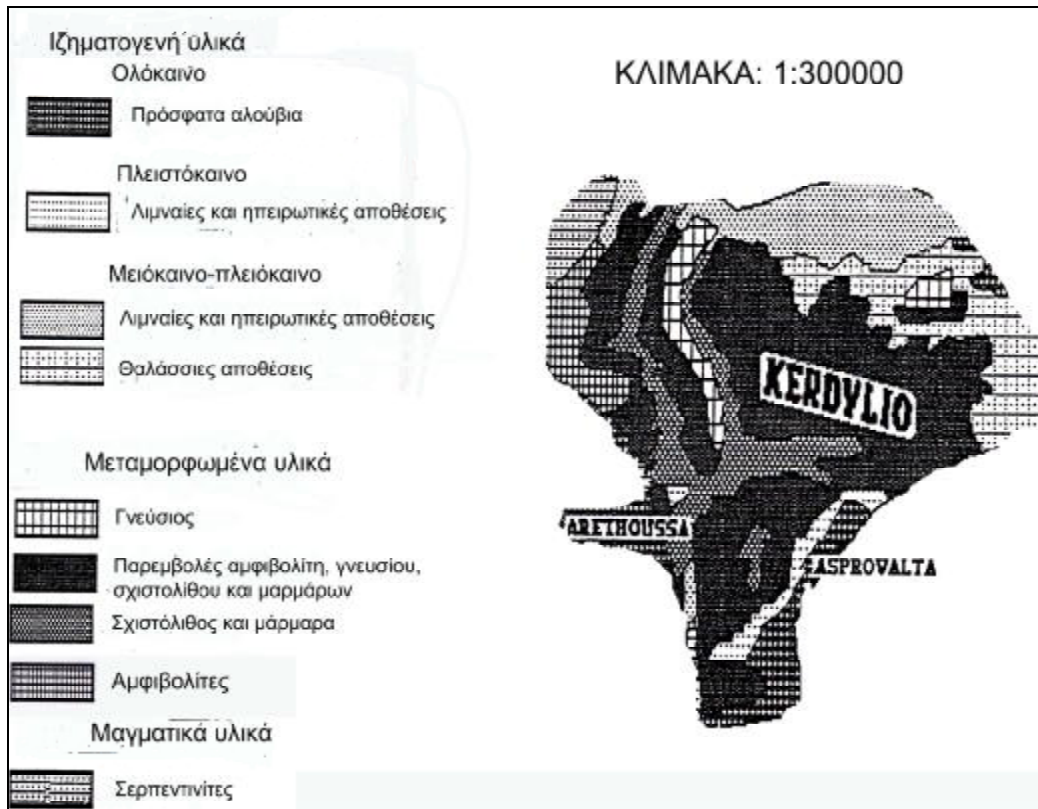 Ιζηματογενή υλικά
Ολόκαινο
Πρόσφατα αλούβια
Πλειστόκαινο
Λιμναίες και ηπειρωτικές αποθέσεις
Μειόκαινο-πλειόκαινο
Λιμναίες και ηπειρωτικές αποθέσεις
Θαλάσσιες αποθέσεις
Μεταμορφωμένα υλικά
Γνεύσιος
Παρεμβολές αμφιβολίτη, γνευσίου,
σχιστολίθου και μαρμάρων
Σχιστόλιθος και μάρμαρα
Αμφιβολίτες
Μαγματικά υλικά
Σερπεντινίτες
ΚΛΙΜΑΚΑ: 1:300000
KERDYLIO
ARETHOUSSA
ASPROVALTA